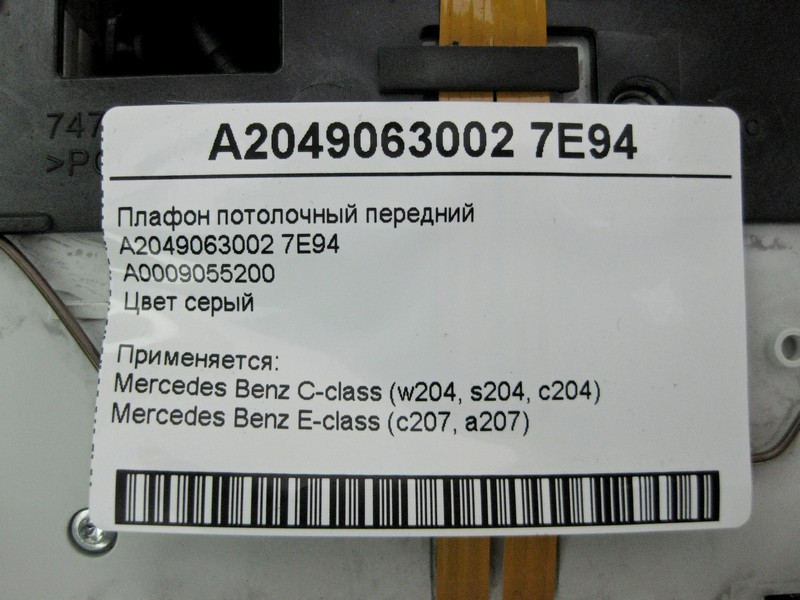 747
>P
A2049063002 7E94
Плафон потолочный передний
A2049063002 7E94
A0009055200
Цвет серый
Применяется:
Mercedes Benz C-class (w204, s204, c204)
Mercedes Benz E-class (c207, a207)